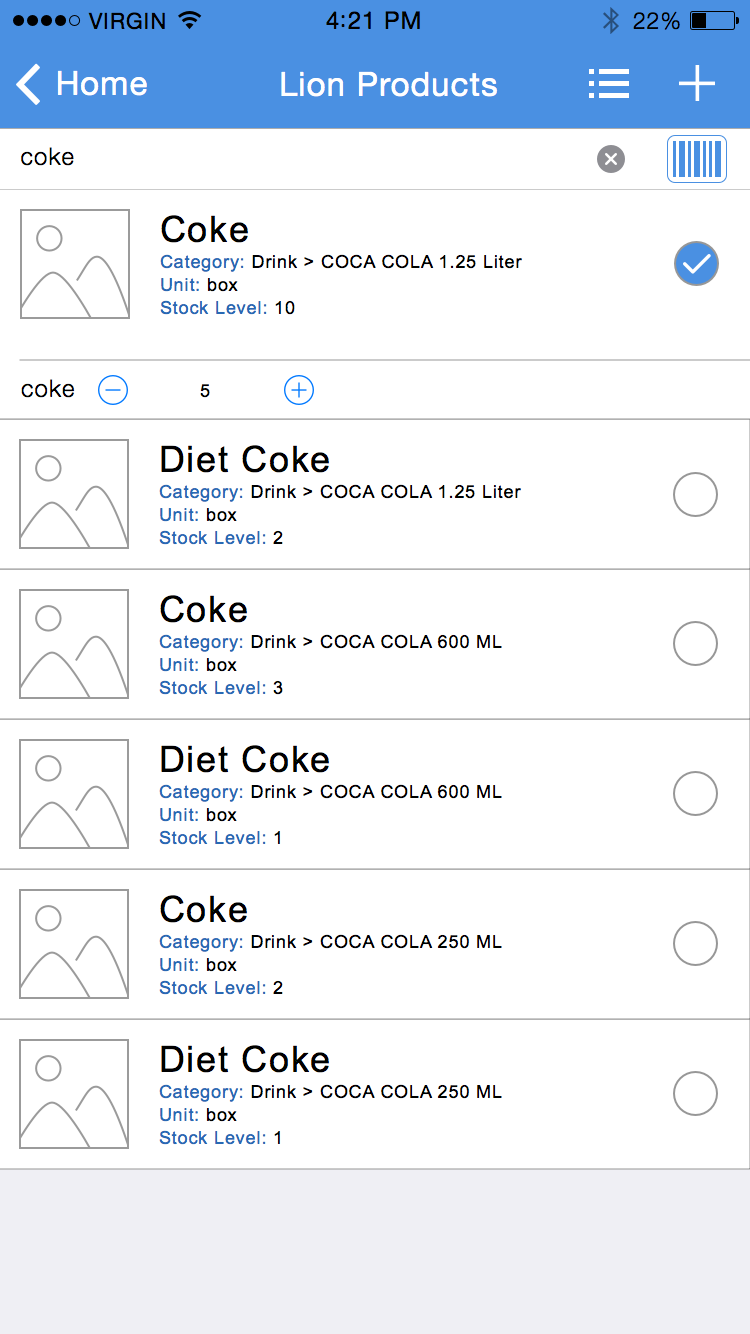 VIRGIN 4:21 PM 22%
Home Lion Products
coke
Coke
Category: Drink > COCA COLA 1.25 Liter
Unit: box
Stock Level: 10
coke 5
Diet Coke
Category: Drink > COCA COLA 1.25 Liter
Unit: box
Stock Level: 2
Coke
Category: Drink > COCA COLA 600 ML
Unit: box
Stock Level: 3
Diet Coke
Category: Drink > COCA COLA 600 ML
Unit: box
Stock Level: 1
Coke
Category: Drink > COCA COLA 250 ML
Unit: box
Stock Level: 2
Diet Coke
Category: Drink > COCA COLA 250 ML
Unit: box
Stock Level: 1